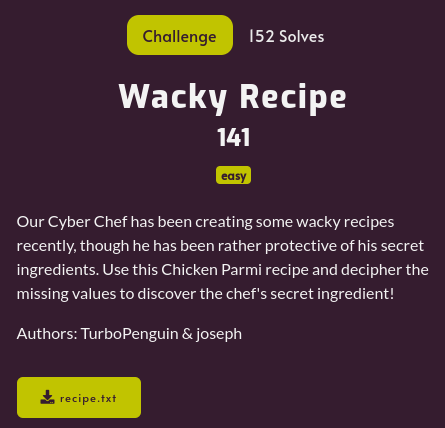 Challenge 152 Solves
Wacky Recipe
141
easy
Our Cyber Chef has been creating some wacky recipes
recently, though he has been rather protective of his secret
ingredients. Use this Chicken Parmi recipe and decipher the
missing values to discover the chef's secret ingredient!
Authors: TurboPenguin & joseph
recipe.txt